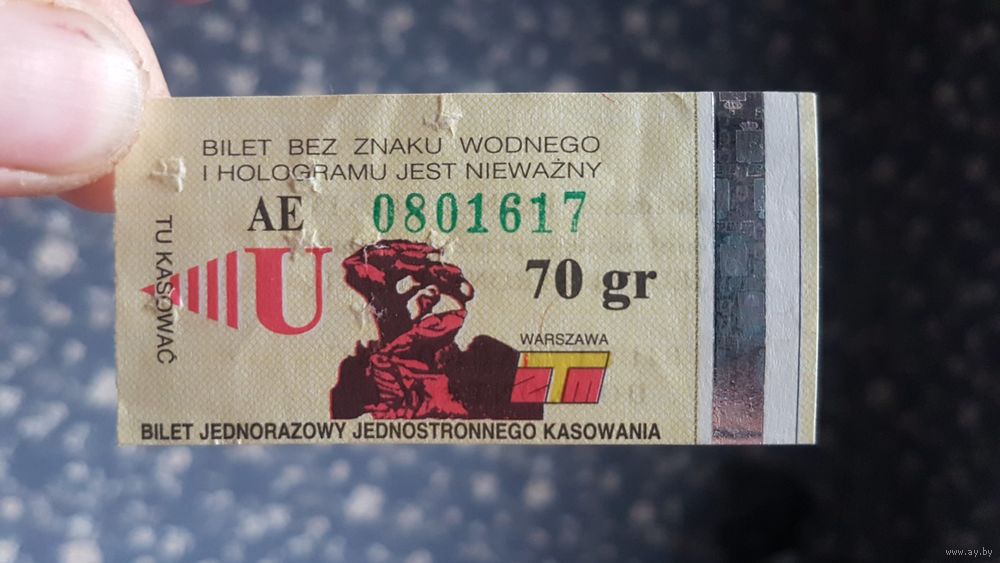 BILET BEZ ZNAKU WODNEGO
I HOLOGRAMU JEST NIEWAŻNY
AE 0801617
TU KASOWAĆ
U
70 gr
WARSZAWA
ZTM
BILET JEDNORAZOWY JEDNOSTRONNEGO KASOWANIA
www.ay.by